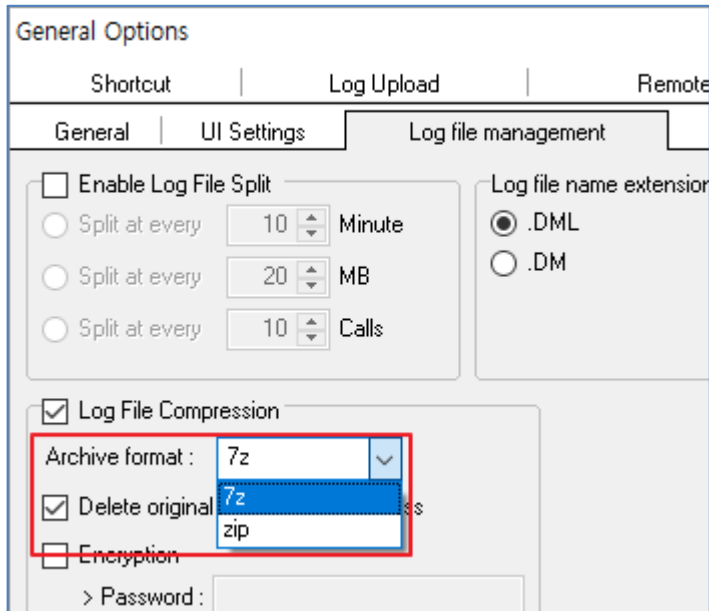 General Options
Shortcut Log Upload Remote
General UI Settings Log file management
Enable Log File Split
Split at every 10 Minute
Split at every 20 MB
Split at every 10 Calls
Log file name extension
.DML
.DM
Log File Compression
Archive format : 7z
7z
zip
Delete original
Encryption
> Password :